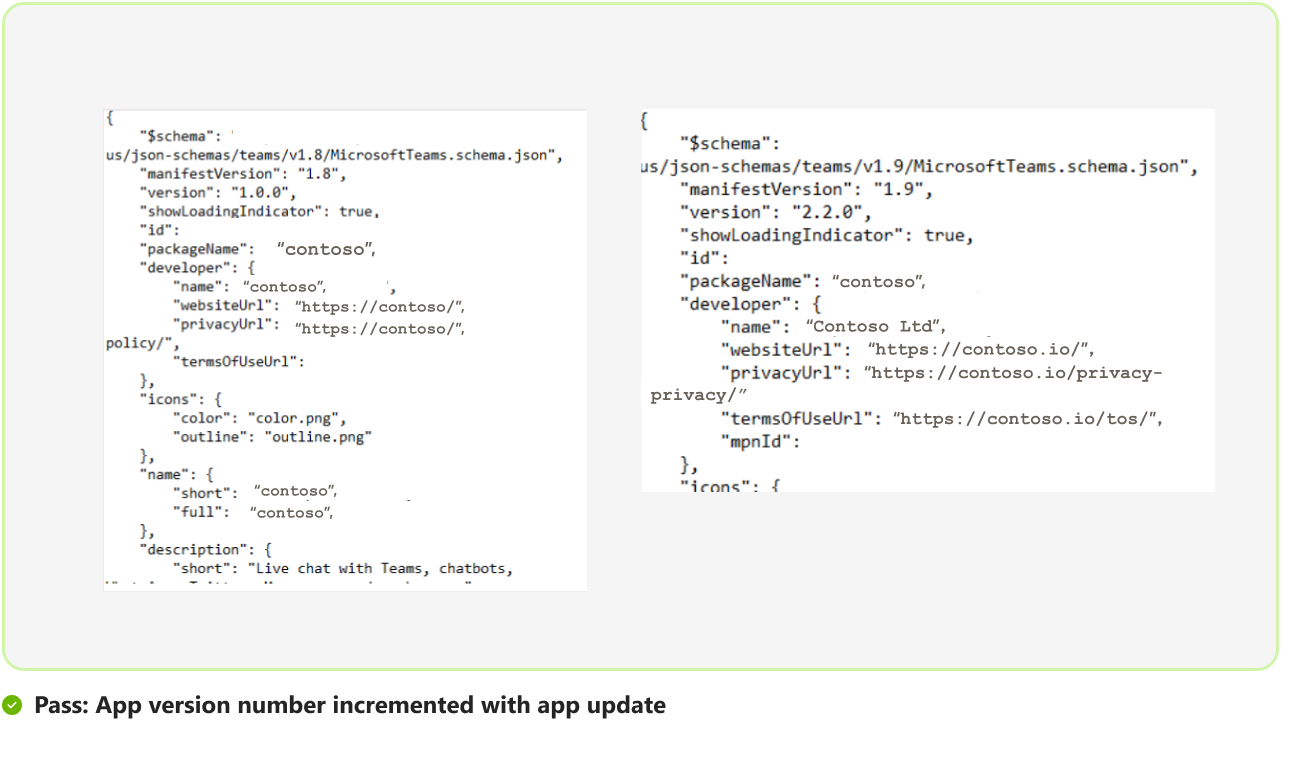 {
"$schema": '
us/json-schemas/teams/v1.8/MicrosoftTeams.schema.json",
"manifestVersion": "1.8",
"version": "1.0.0",
"showLoadingIndicator": true,
"id":
"packageName": “contoso”,
"developer": {
"name": “contoso”, ',
"websiteUrl": “https://contoso/”,
"privacyUrl": “https://contoso/”,
policy/",
"termsOfUseUrl":
},
"icons": {
"color": "color.png",
"outline": "outline.png"
},
"name": {
"short": “contoso”,
"full": “contoso”,
},
"description": {
"short": "Live chat with Teams, chatbots,
{
"$schema":
us/json-schemas/teams/v1.9/MicrosoftTeams.schema.json",
"manifestVersion": "1.9",
"version": "2.2.0",
"showLoadingIndicator": true,
"id":
"packageName": “contoso”,
"developer": {
"name": “Contoso Ltd”,
"websiteUrl": “https://contoso.io/”,
"privacyUrl": “https://contoso.io/privacy-
privacy/”
"termsOfUseUrl": “https://contoso.io/tos/”,
"mpnId":
},
"icons": {
Pass: App version number incremented with app update